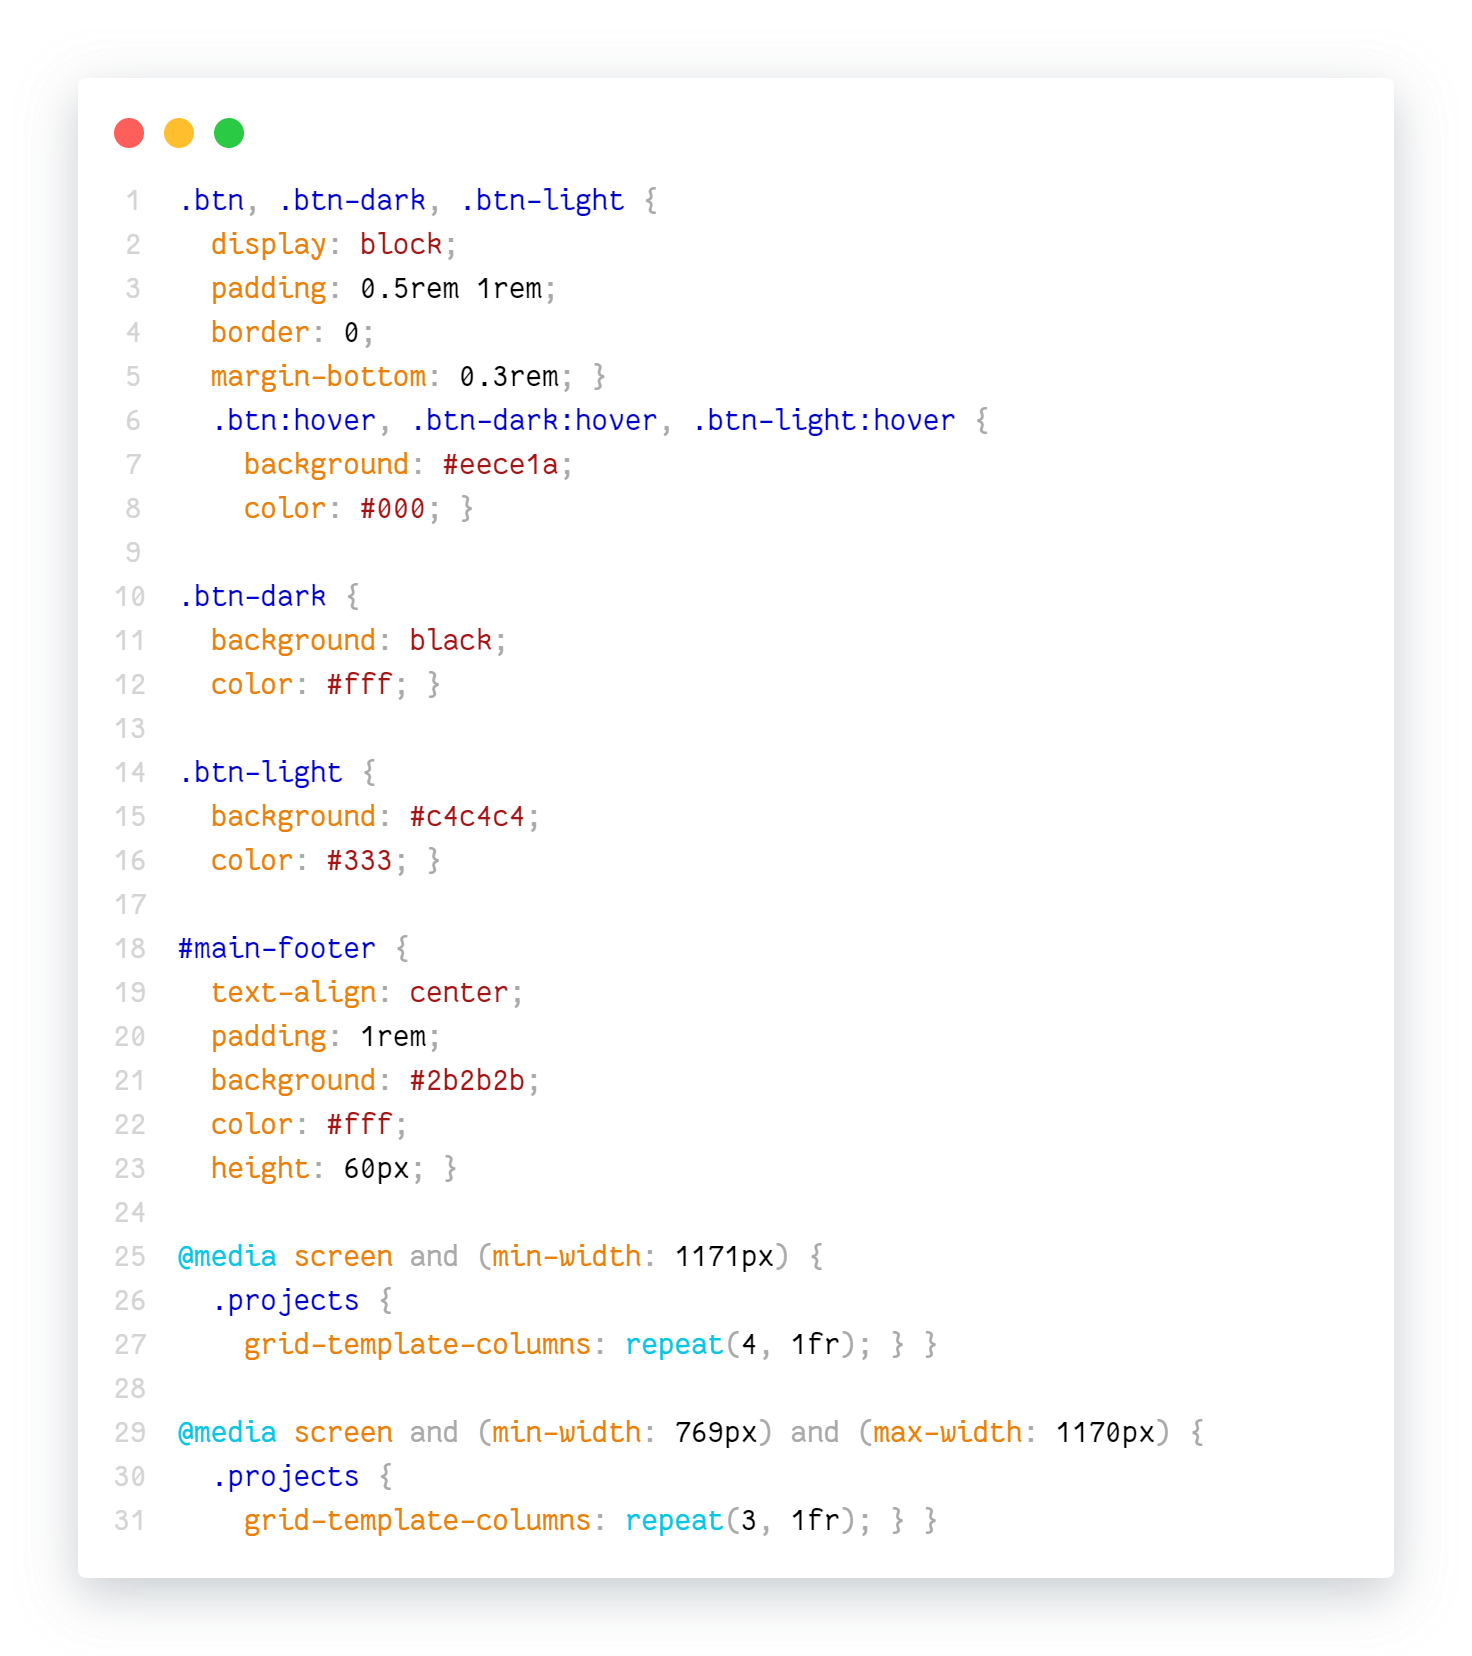 1 .btn, .btn-dark, .btn-light {
2   display: block;
3   padding: 0.5rem 1rem;
4   border: 0;
5   margin-bottom: 0.3rem; }
6   .btn:hover, .btn-dark:hover, .btn-light:hover {
7     background: #eece1a;
8     color: #000; }
9
10 .btn-dark {
11   background: black;
12   color: #fff; }
13
14 .btn-light {
15   background: #c4c4c4;
16   color: #333; }
17
18 #main-footer {
19   text-align: center;
20   padding: 1rem;
21   background: #2b2b2b;
22   color: #fff;
23   height: 60px; }
24
25 @media screen and (min-width: 1171px) {
26   .projects {
27     grid-template-columns: repeat(4, 1fr); } }
28
29 @media screen and (min-width: 769px) and (max-width: 1170px) {
30   .projects {
31     grid-template-columns: repeat(3, 1fr); } }